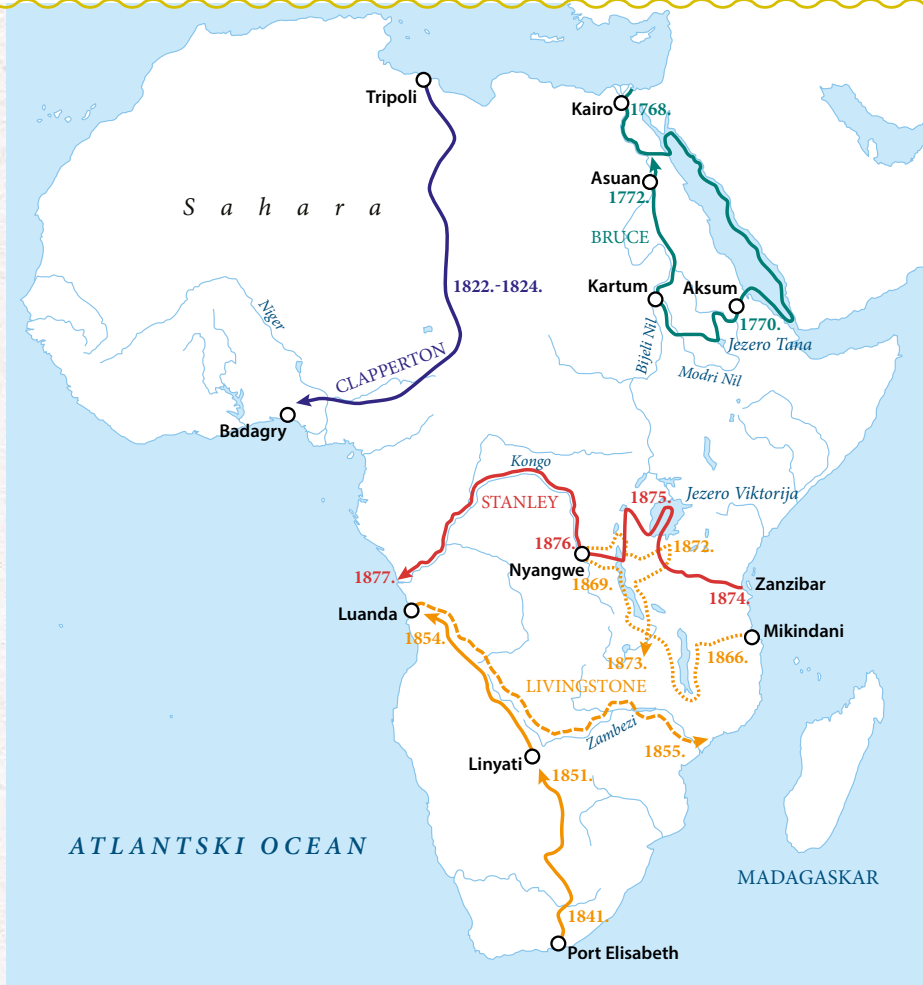 Tripoli
Kairo
1768.
Asuan
1772.
Sahara
BRUCE
1822.-1824.
Kartum
Aksum
1770.
Niger
Bijeli Nil
Jezero Tana
Modri Nil
CLAPPERTON
Badagry
Kongo
STANLEY
1875.
Jezero Viktorija
1876.
1872.
Nyangwe
1869.
1877.
Zanzibar
1874.
Luanda
1854.
Mikindani
1866.
1873.
LIVINGSTONE
Zambezi
1855.
Linyati
1851.
ATLANTSKI OCEAN
MADAGASKAR
1841.
Port Elisabeth